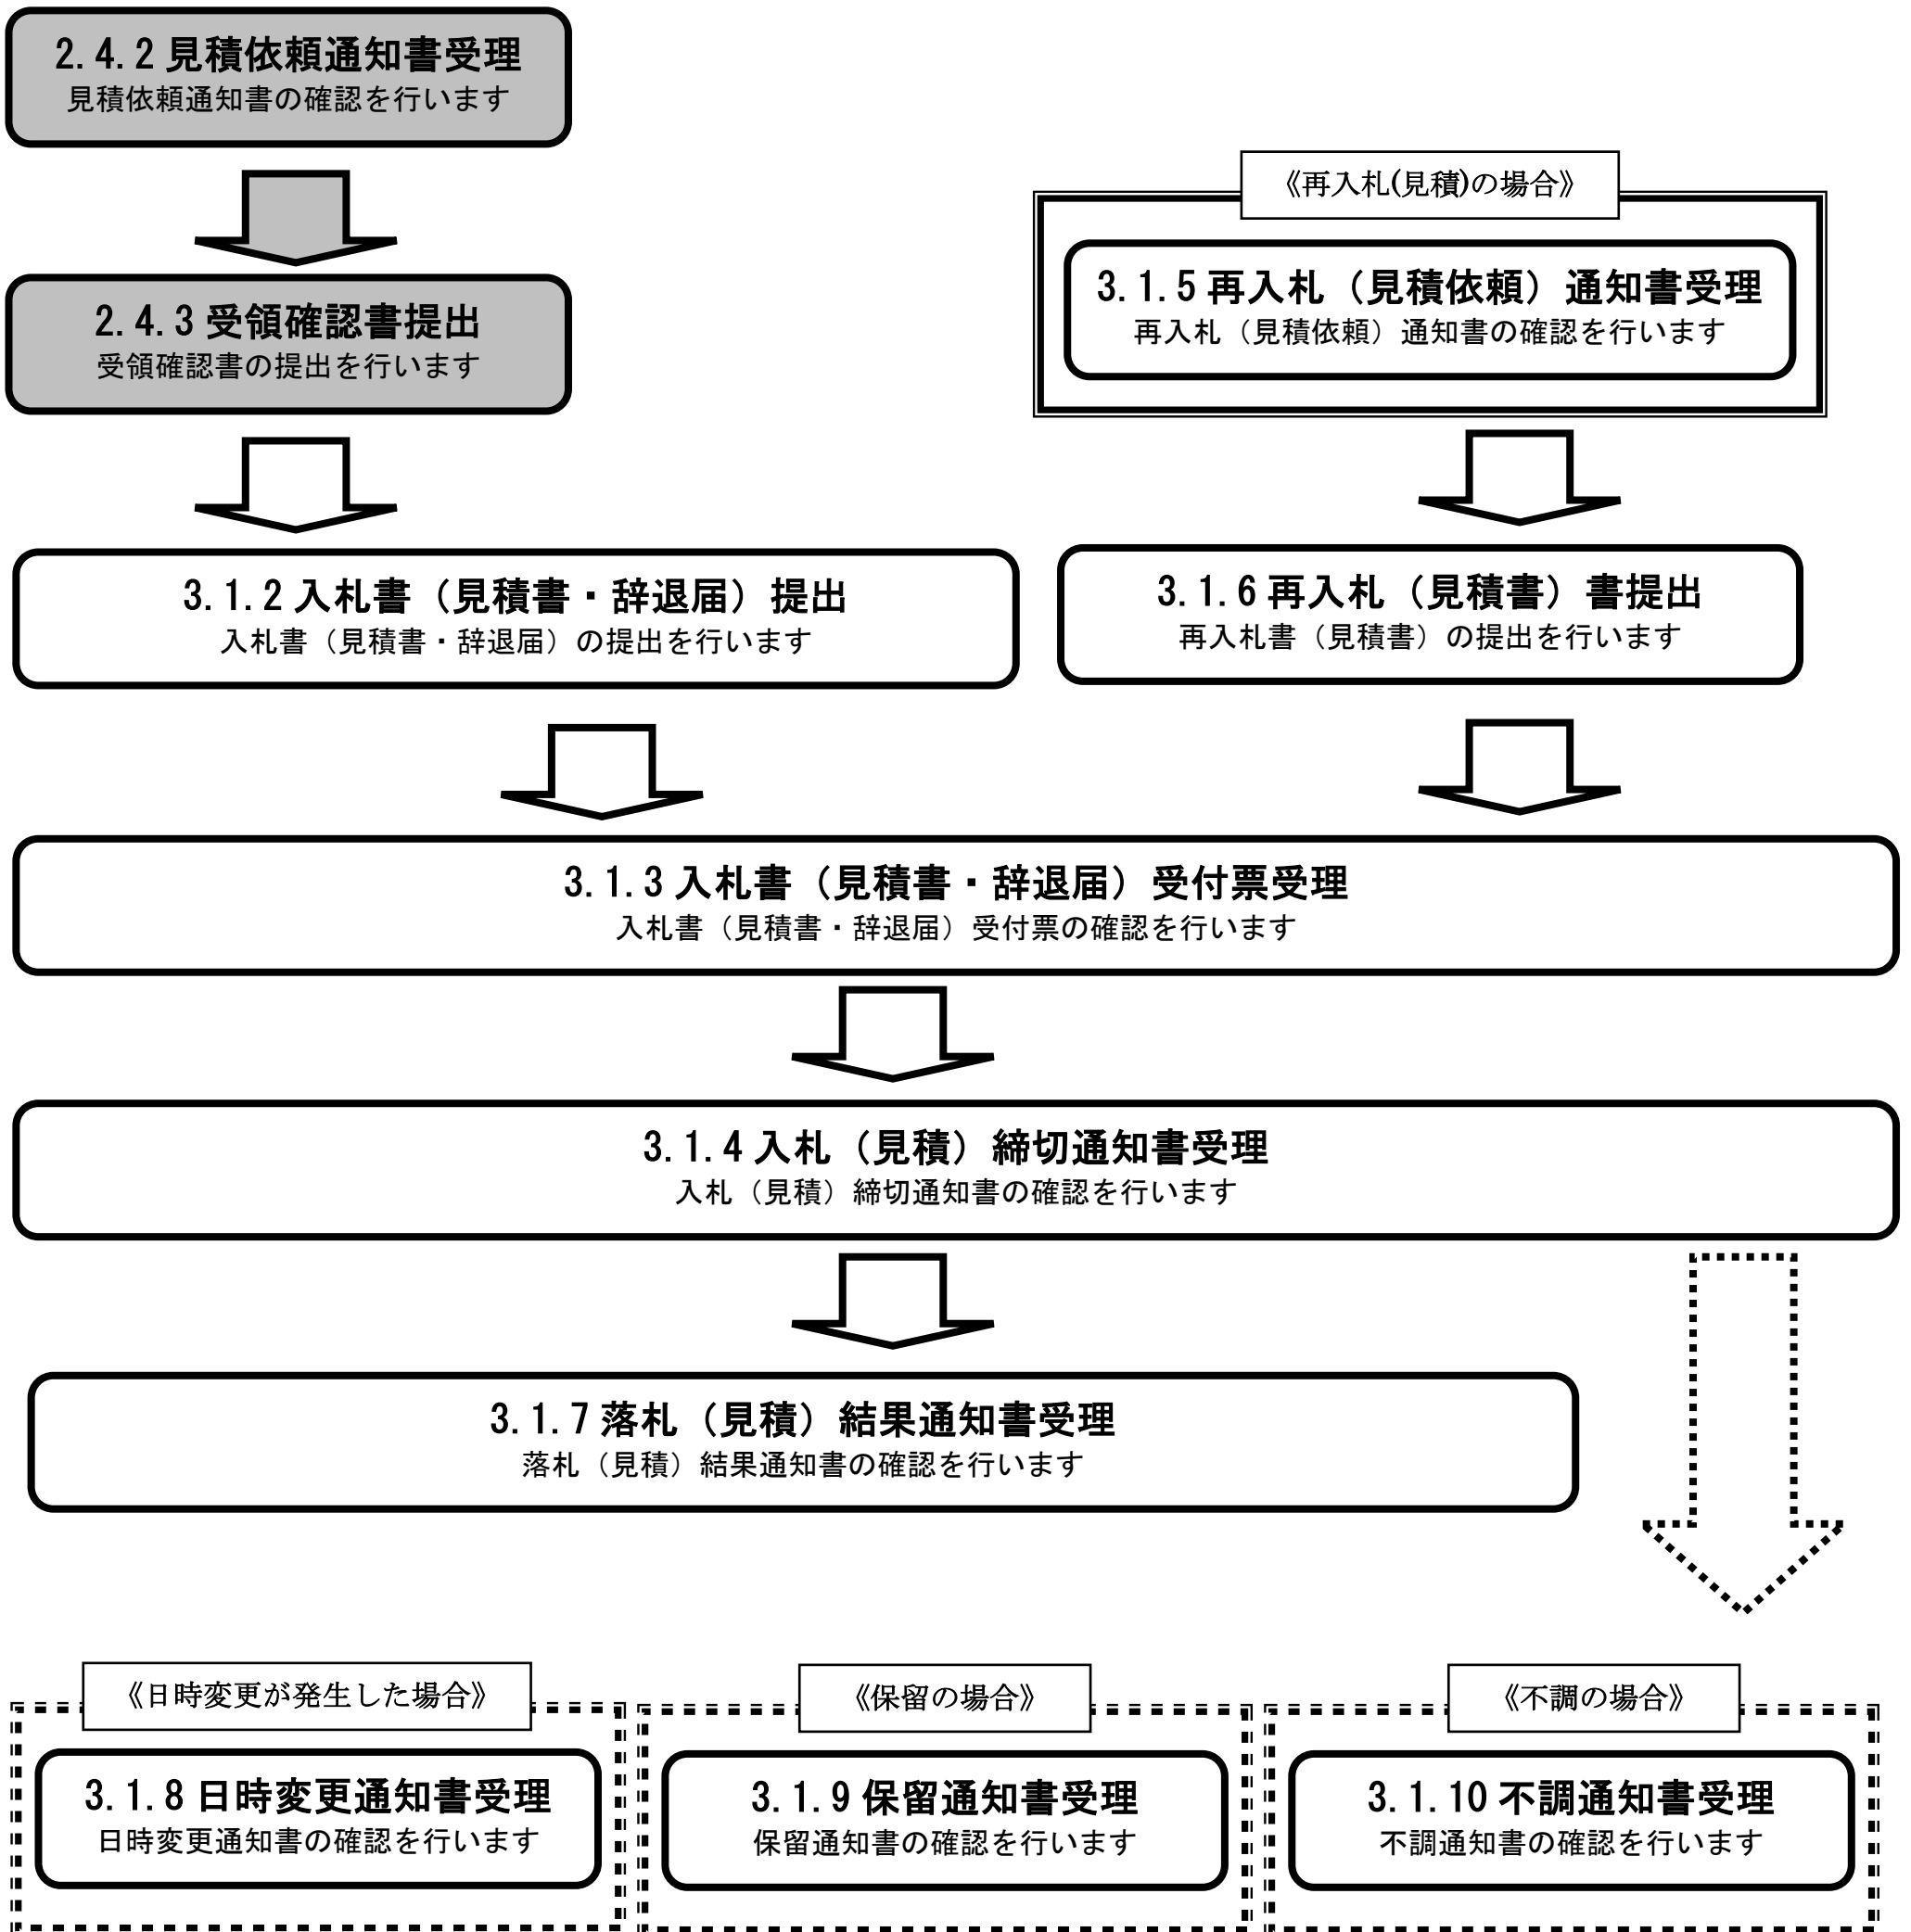 2.4.2 見積依頼通知書受理
見積依頼通知書の確認を行います
2.4.3 受領確認書提出
受領確認書の提出を行います
《再入札(見積)の場合》
3.1.5 再入札（見積依頼）通知書受理
再入札（見積依頼）通知書の確認を行います
3.1.2 入札書（見積書・辞退届）提出
入札書（見積書・辞退届）の提出を行います
3.1.6 再入札（見積書）書提出
再入札書（見積書）の提出を行います
3.1.3 入札書（見積書・辞退届）受付票受理
入札書（見積書・辞退届）受付票の確認を行います
3.1.4 入札（見積）締切通知書受理
入札（見積）締切通知書の確認を行います
3.1.7 落札（見積）結果通知書受理
落札（見積）結果通知書の確認を行います
《日時変更が発生した場合》
3.1.8 日時変更通知書受理
日時変更通知書の確認を行います
《保留の場合》
3.1.9 保留通知書受理
保留通知書の確認を行います
《不調の場合》
3.1.10 不調通知書受理
不調通知書の確認を行います